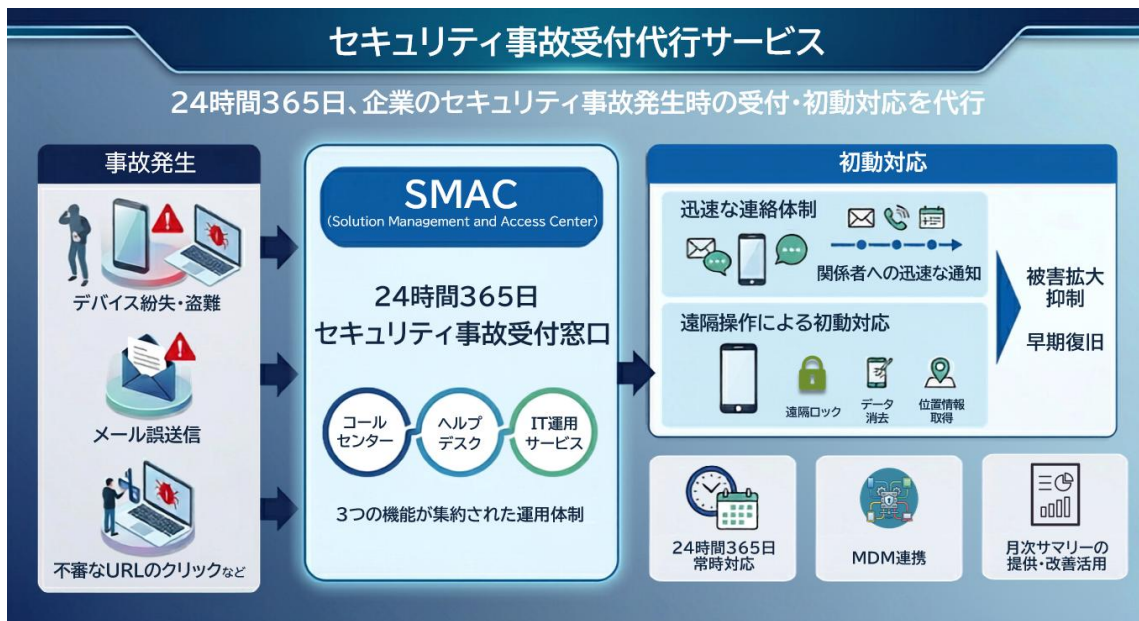 セキュリティ事故受付代行サービス
24時間365日、企業のセキュリティ事故発生時の受付・初動対応を代行
事故発生
デバイス紛失・盗難
メール誤送信
不審なURLのクリックなど
SMAC
(Solution Management and Access Center)
24時間365日
セキュリティ事故受付窓口
コール
センター
ヘルプ
デスク
IT運用
サービス
3つの機能が集約された運用体制
初動対応
迅速な連絡体制
関係者への迅速な通知
遠隔操作による初動対応
遠隔ロック
データ
消去
位置情報
取得
被害拡大
抑制
早期復旧
24時間365日
常時対応
MDM連携
月次サマリーの
提供・改善活用